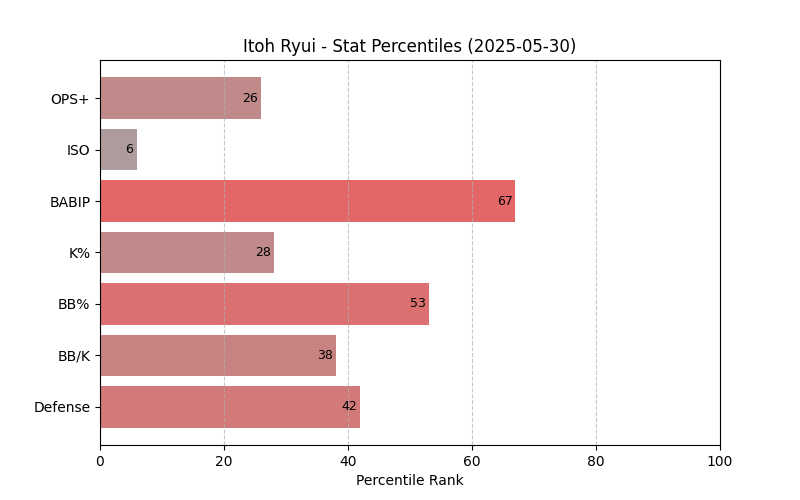 Itoh Ryui - Stat Percentiles (2025-05-30)
OPS+ 26
ISO 6
BABIP 67
K% 28
BB% 53
BB/K 38
Defense 42
0 20 40 60 80 100
Percentile Rank